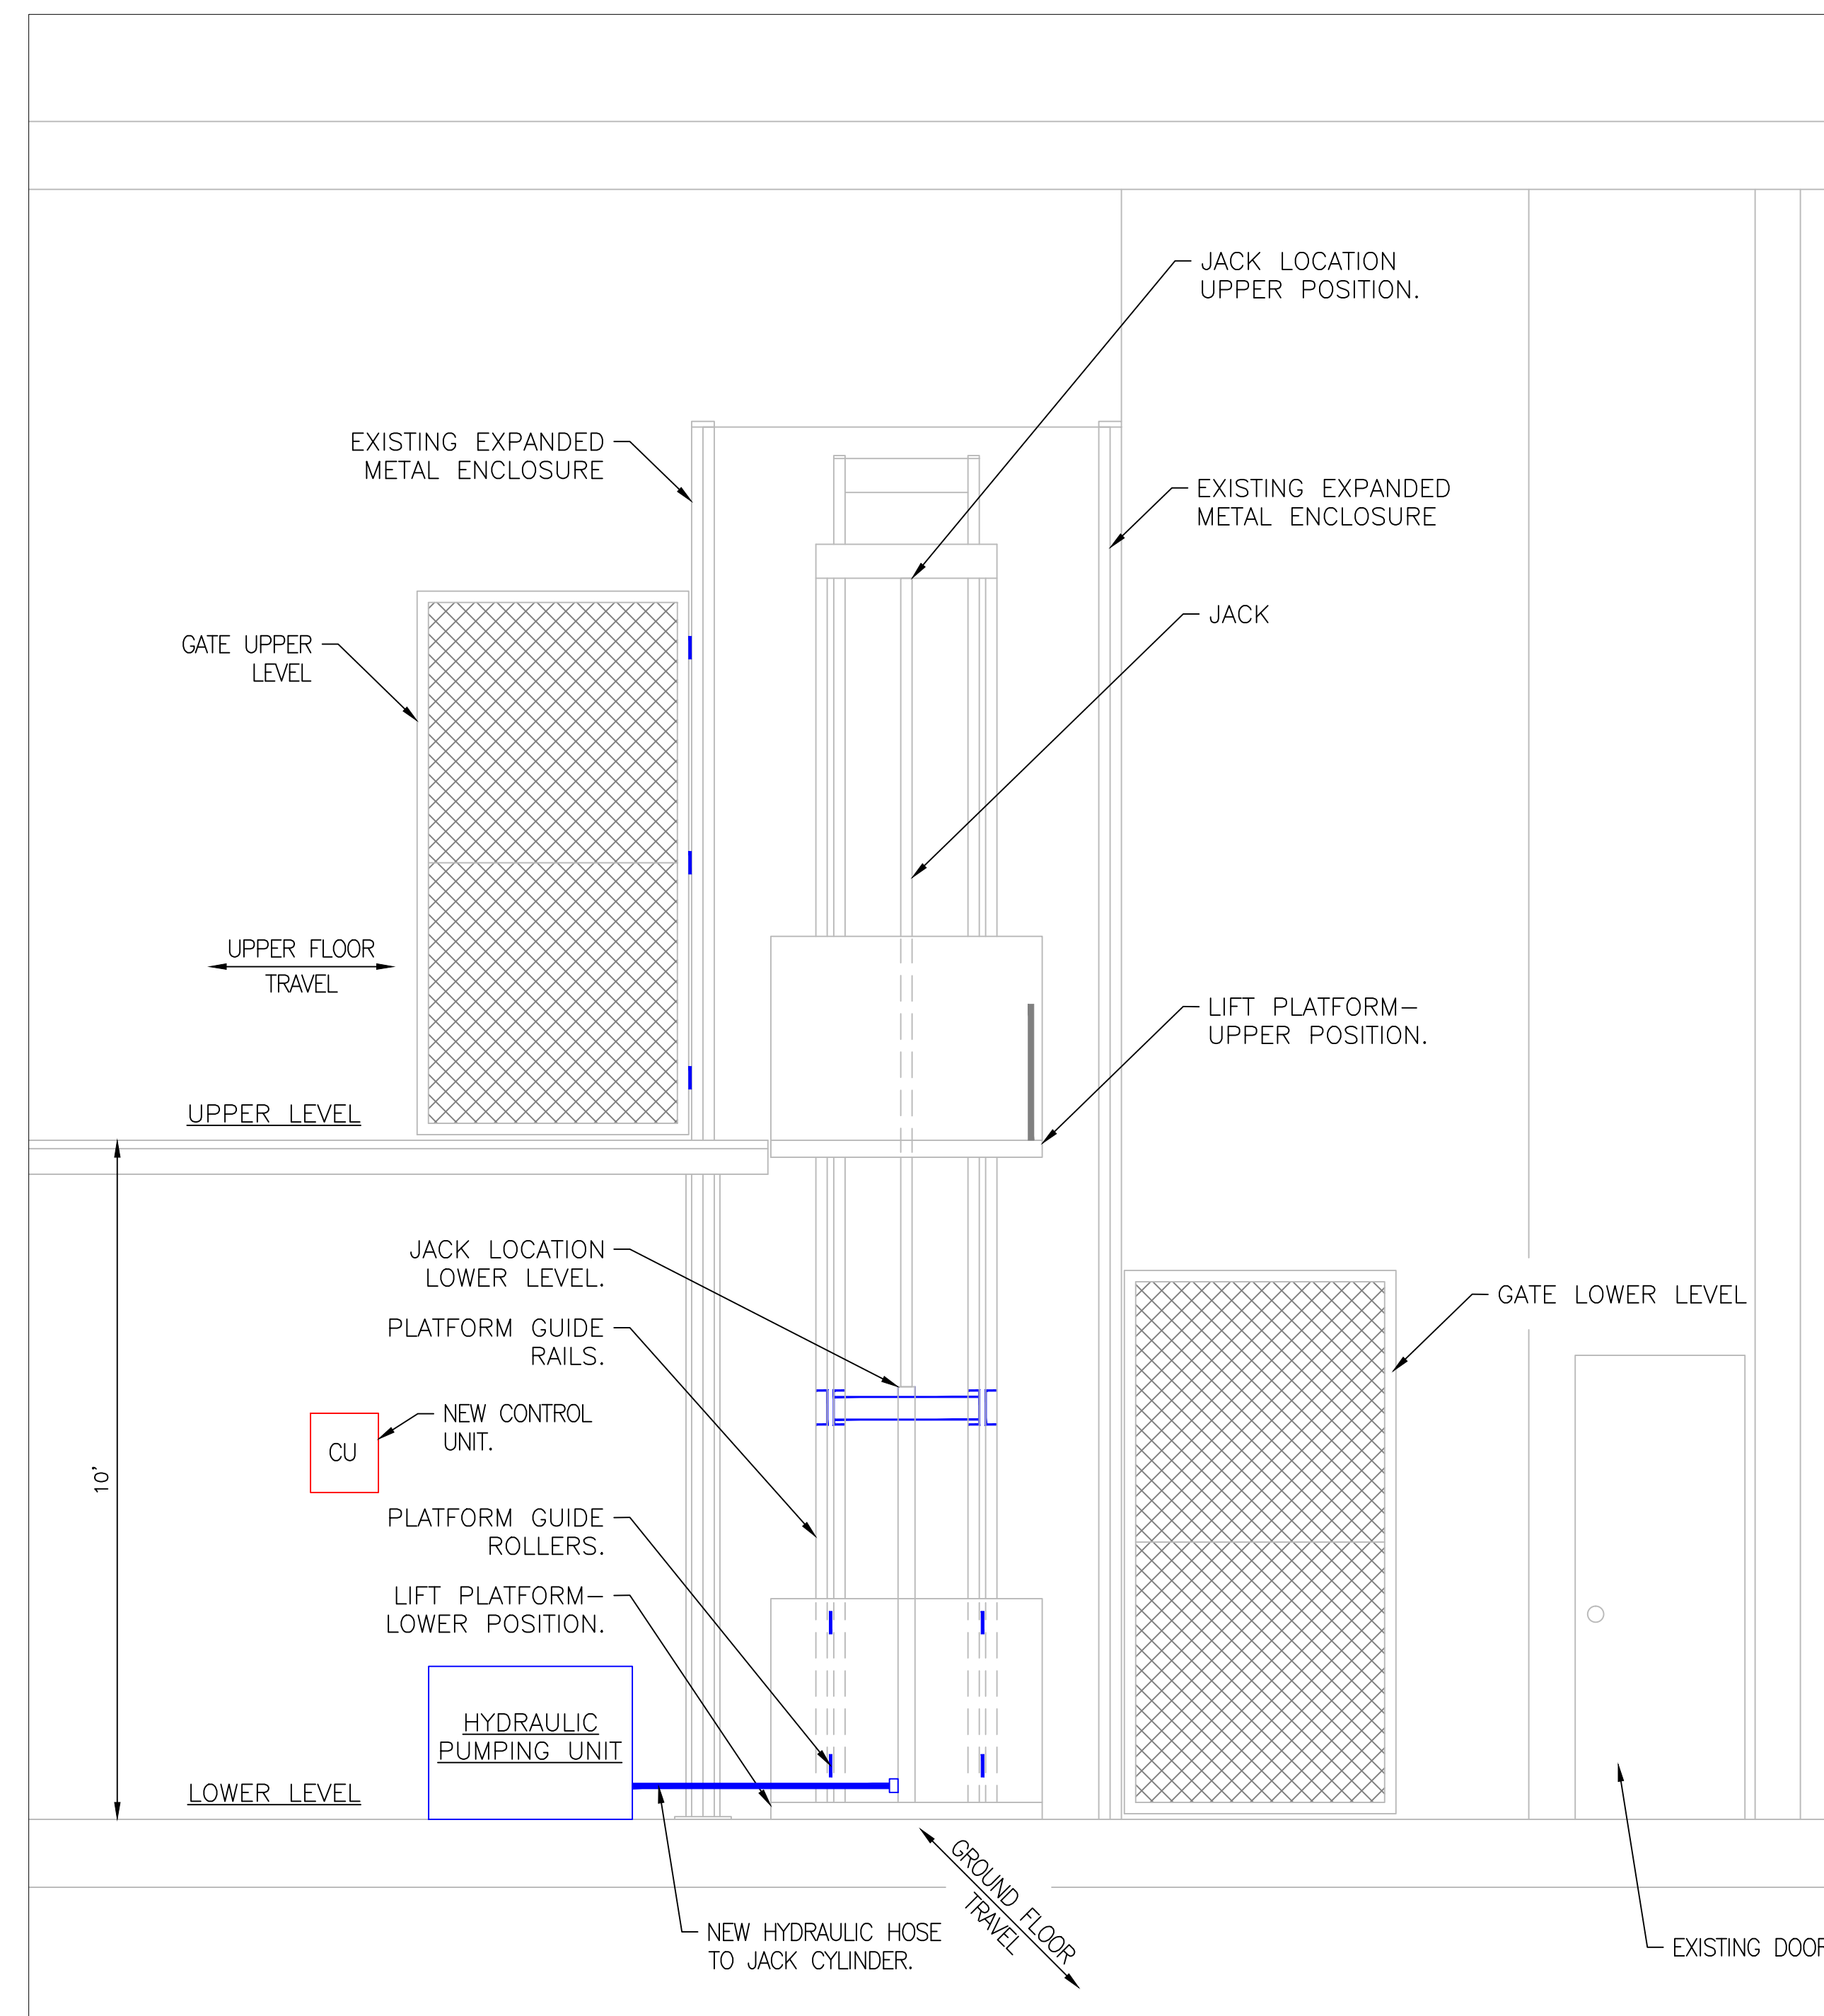 JACK LOCATION
UPPER POSITION.
EXISTING EXPANDED
METAL ENCLOSURE
EXISTING EXPANDED
METAL ENCLOSURE
JACK
GATE UPPER
LEVEL
UPPER FLOOR
TRAVEL
LIFT PLATFORM-
UPPER POSITION.
UPPER LEVEL
JACK LOCATION
LOWER LEVEL.
GATE LOWER LEVEL
PLATFORM GUIDE
RAILS.
NEW CONTROL
UNIT.
CU
10'
PLATFORM GUIDE
ROLLERS.
LIFT PLATFORM-
LOWER POSITION.
HYDRAULIC
PUMPING UNIT
LOWER LEVEL
GROUND FLOOR
TRAVEL
NEW HYDRAULIC HOSE
TO JACK CYLINDER.
EXISTING DOOR